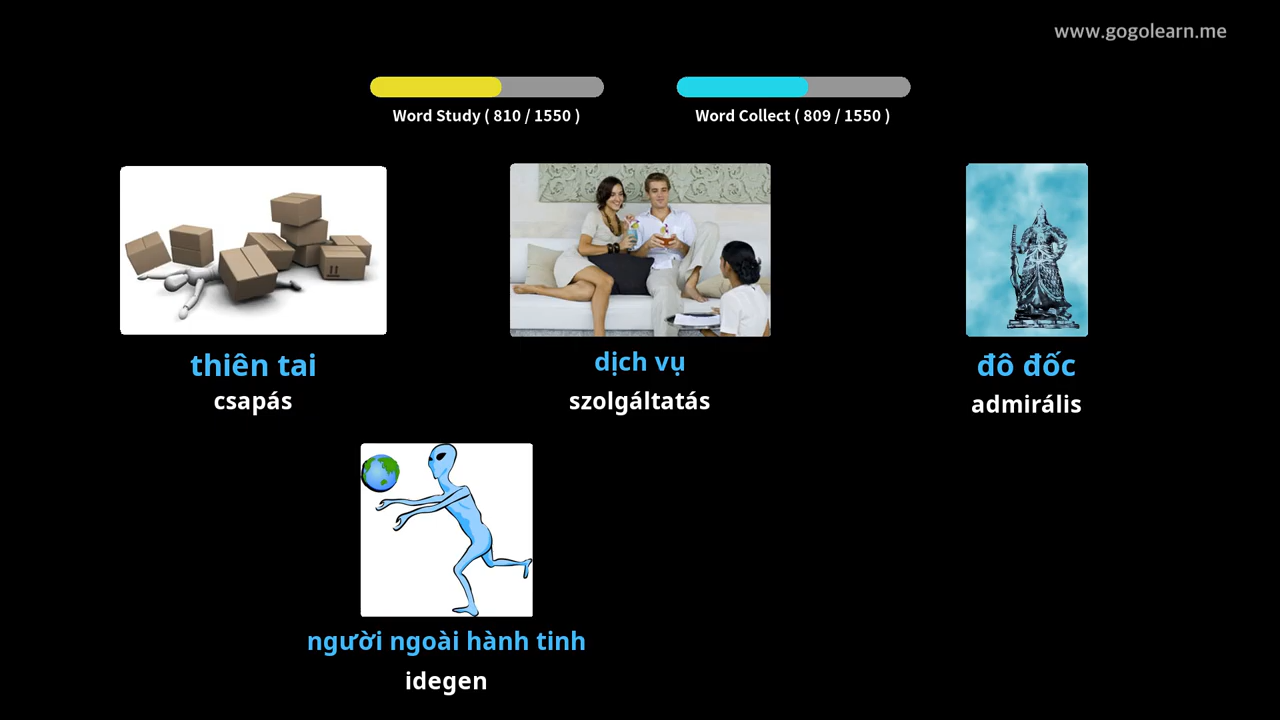 www.gogolearn.me
Word Study ( 810 / 1550 )
Word Collect ( 809 / 1550 )
thiên tai
csapás
dịch vụ
szolgáltatás
đô đốc
admirális
người ngoài hành tinh
idegen